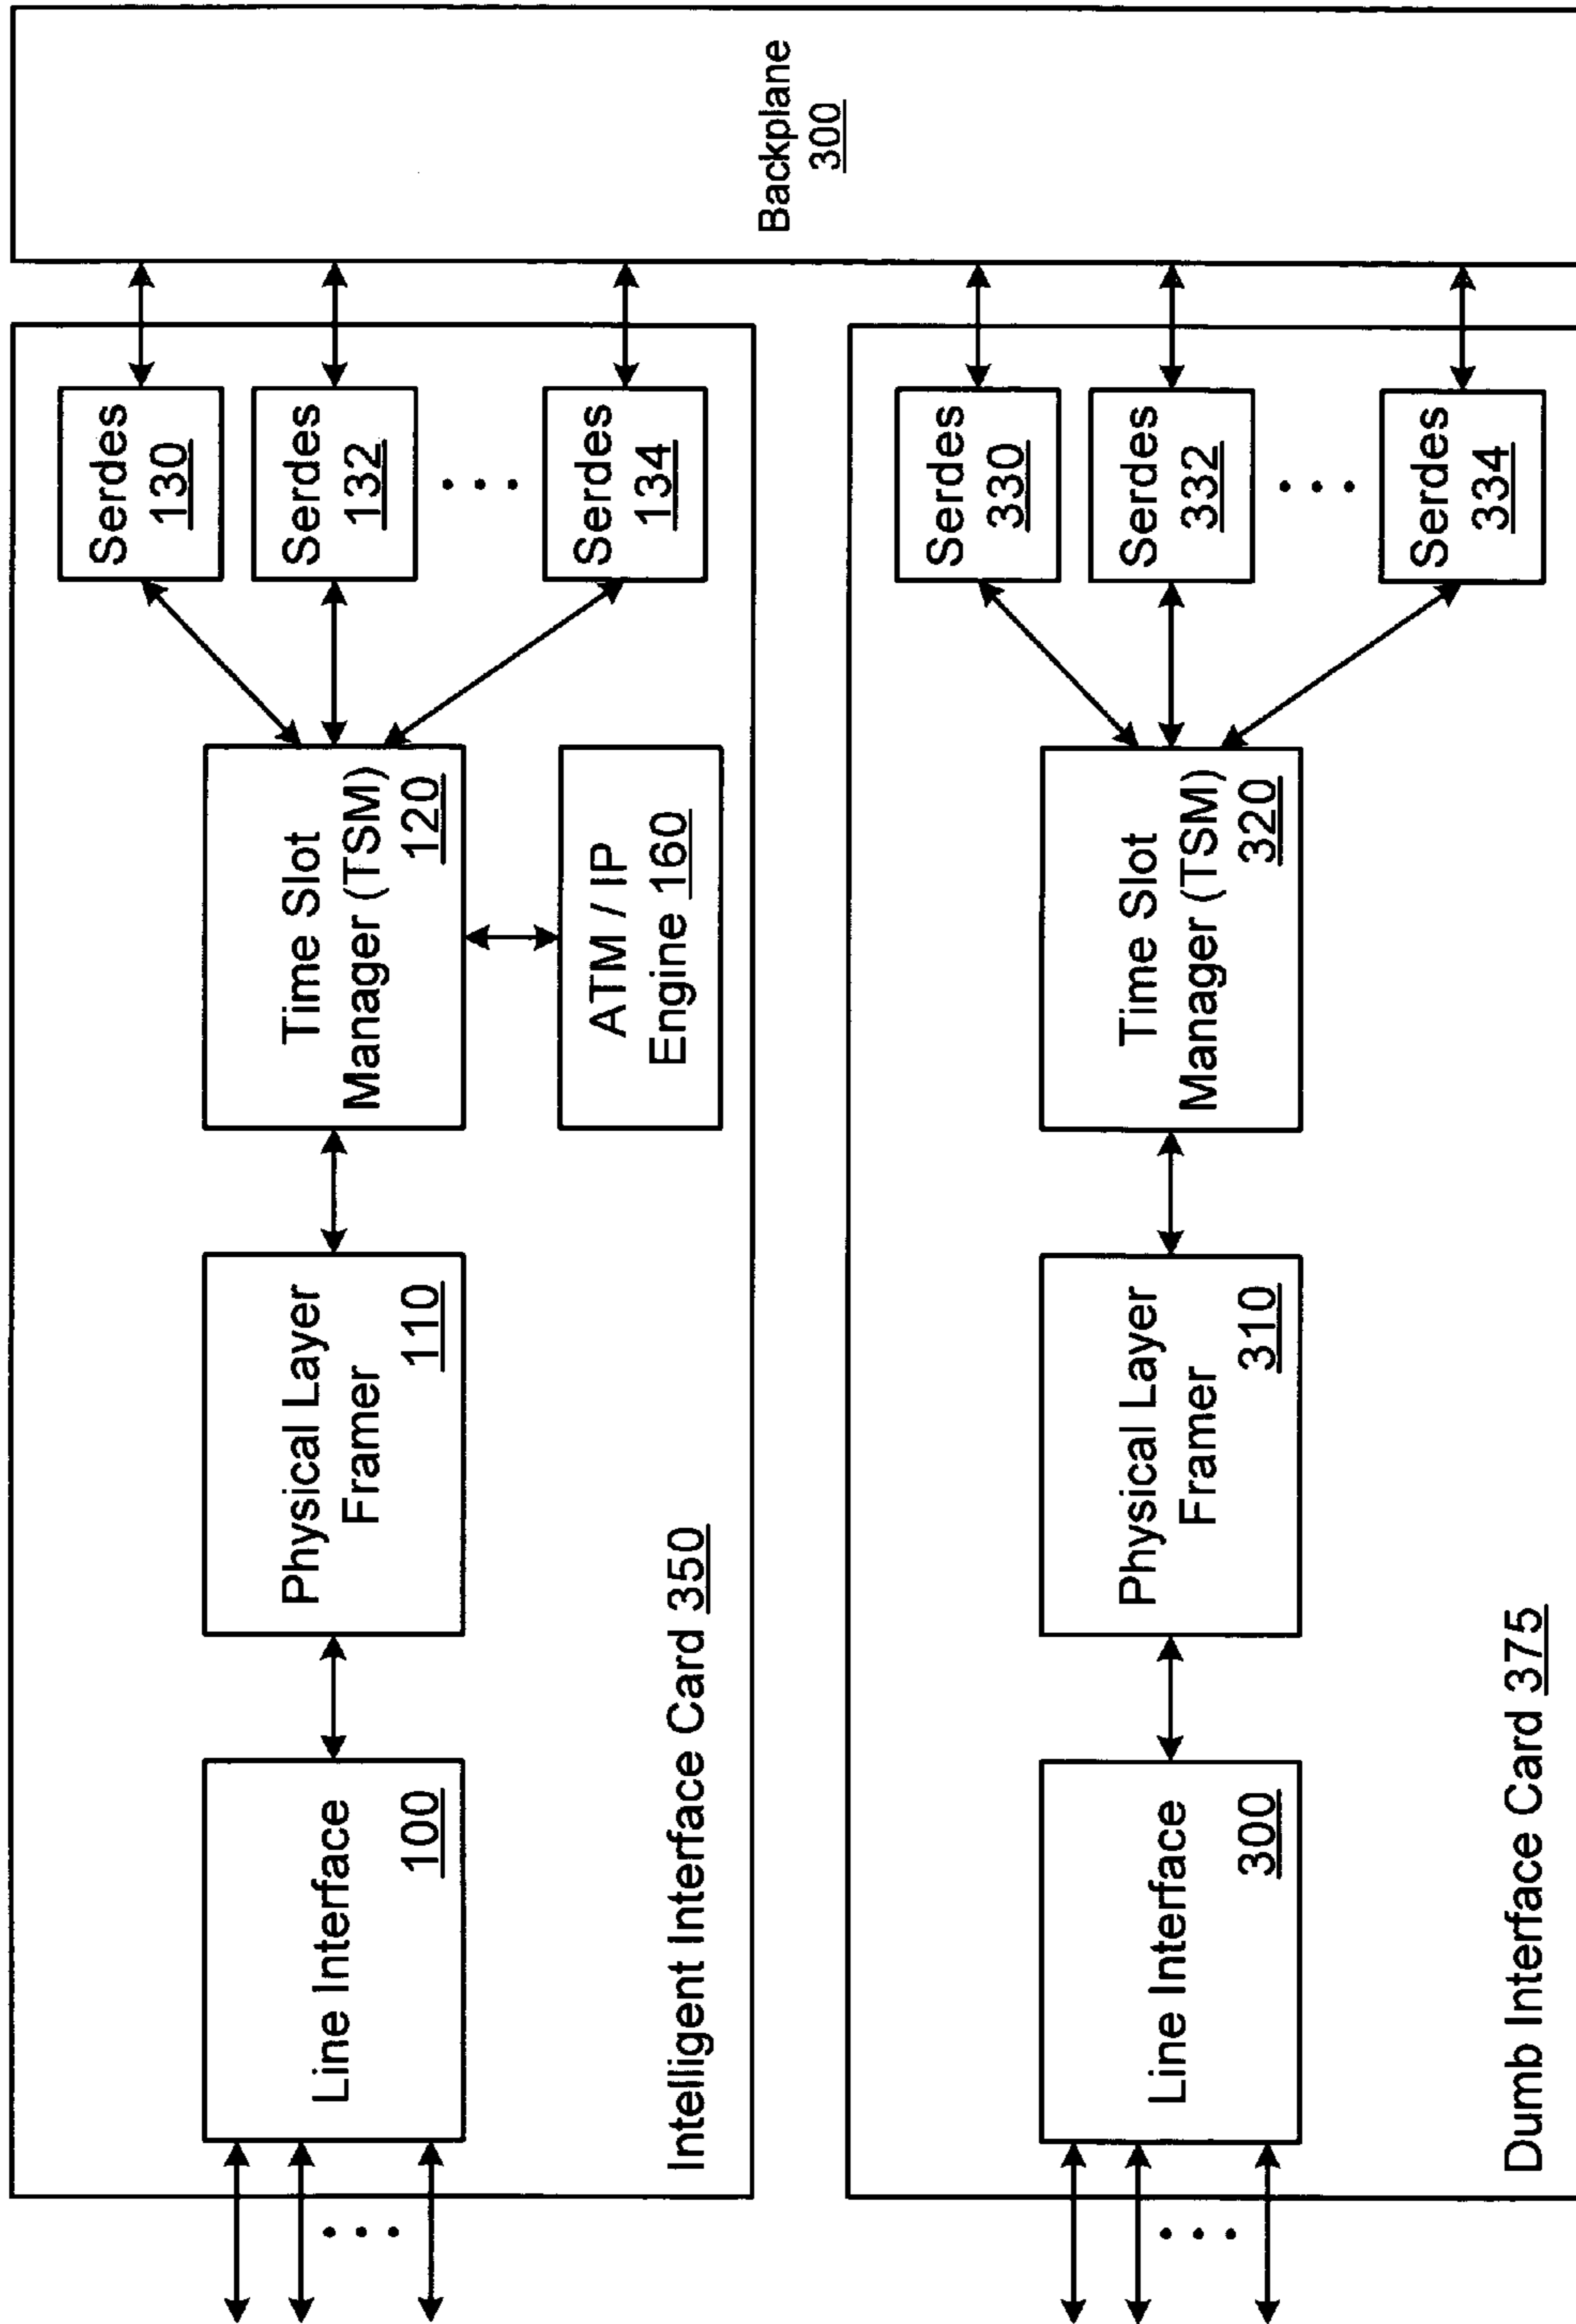 Line Interface
100
Physical Layer
Framer
110
Time Slot
Manager (TSM)
120
ATM / IP
Engine 160
Serdes
130
Serdes
132
Serdes
134
Intelligent Interface Card 350
Backplane
300
Line Interface
300
Physical Layer
Framer
310
Time Slot
Manager (TSM)
320
Serdes
330
Serdes
332
Serdes
334
Dumb Interface Card 375